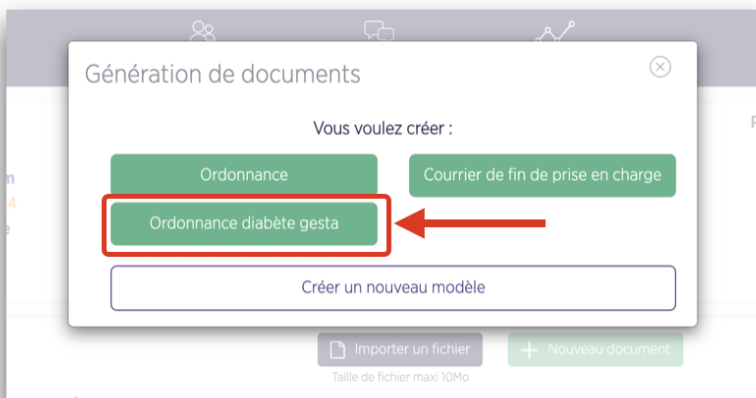 Génération de documents
Vous voulez créer :
Ordonnance
Courrier de fin de prise en charge
Ordonnance diabète gesta
Créer un nouveau modèle
Importer un fichier
Nouveau document
Taille de fichier maxi 10Mo